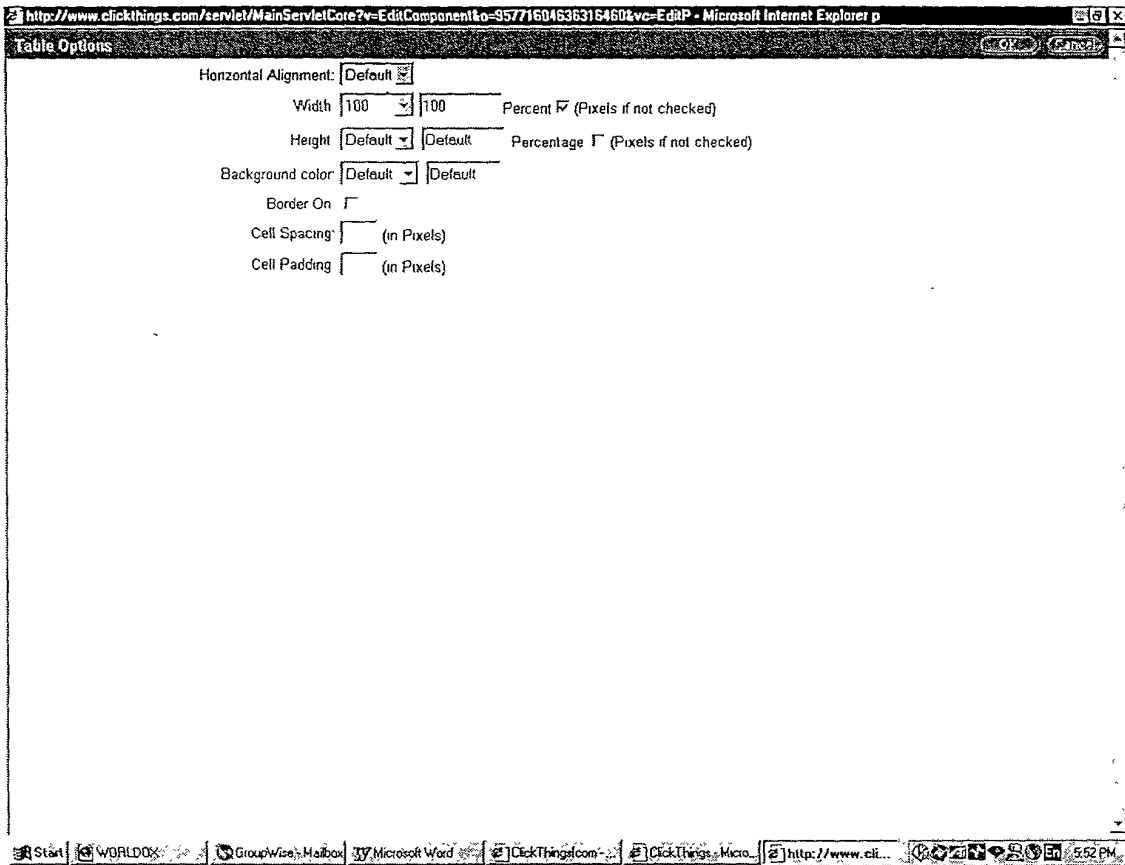 http://www.clickthings.com/servlet/MainServletCore?v=EditComponent&o=95771604636316460&vc=EditP - Microsoft Internet Explorer p
Table Options OK Cancel
Horizontal Alignment: Default
Width 100 100 Percent (Pixels if not checked)
Height Default Default Percentage (Pixels if not checked)
Background color Default Default
Border On
Cell Spacing: (in Pixels)
Cell Padding (in Pixels)
Start WORLDOX GroupWise - Mailbox Microsoft Word ClickThings[com - ClickThings - Micro... http://www.cli... 5:52 PM